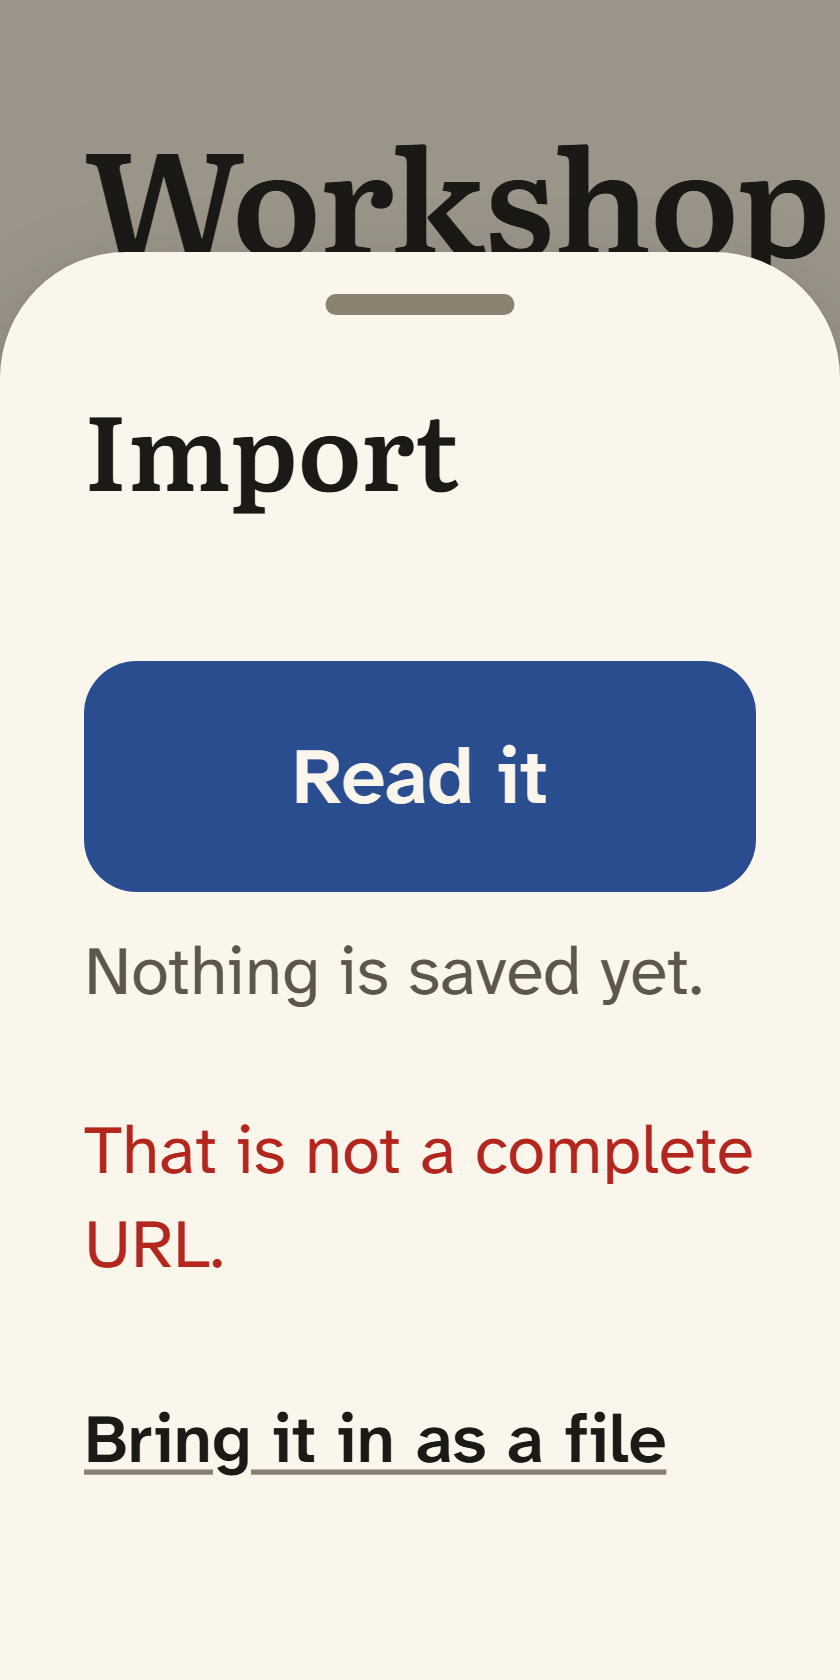 Workshop
Import
Read it
Nothing is saved yet.
That is not a complete
URL.
Bring it in as a file